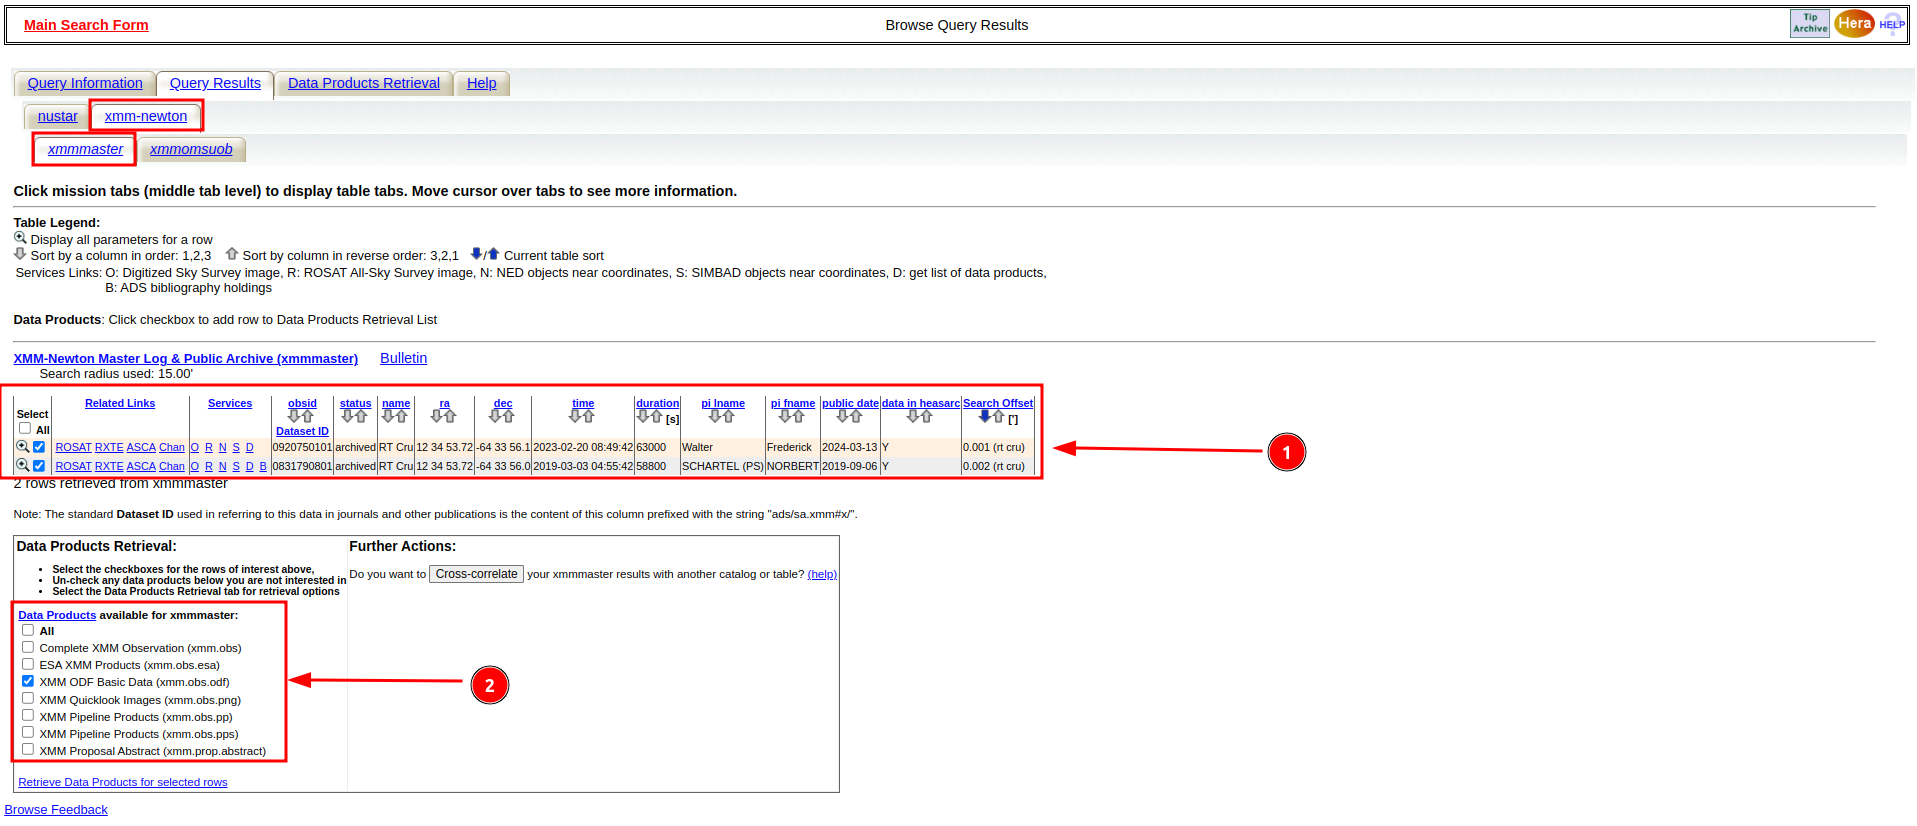 Main Search Form
Browse Query Results
Tip Archive
Hera
HELP
Query Information Query Results Data Products Retrieval Help
nustar xmm-newton
xmmmaster xmmomsuob
Click mission tabs (middle tab level) to display table tabs. Move cursor over tabs to see more information.
Table Legend:
Display all parameters for a row
Sort by a column in order: 1,2,3 Sort by column in reverse order: 3,2,1 / Current table sort
Services Links: O: Digitized Sky Survey image, R: ROSAT All-Sky Survey image, N: NED objects near coordinates, S: SIMBAD objects near coordinates, D: get list of data products,
B: ADS bibliography holdings
Data Products: Click checkbox to add row to Data Products Retrieval List
XMM-Newton Master Log & Public Archive (xmmmaster) Bulletin
Search radius used: 15.00'
Select All Related Links Services obsid Dataset ID status name ra dec time duration [s] pi lname pi fname public date data in heasarc Search Offset [']
ROSAT RXTE ASCA Chan O R N S D 0920750101 archived RT Cru 12 34 53.72 -64 33 56.1 2023-02-20 08:49:42 63000 Walter Frederick 2024-03-13 Y 0.001 (rt cru)
ROSAT RXTE ASCA Chan O R N S D B 0831790801 archived RT Cru 12 34 53.72 -64 33 56.0 2019-03-03 04:55:42 58800 SCHARTEL (PS) NORBERT 2019-09-06 Y 0.002 (rt cru)
1
2 rows retrieved from xmmmaster
Note: The standard Dataset ID used in referring to this data in journals and other publications is the content of this column prefixed with the string "ads/sa.xmm#x/".
Data Products Retrieval:
• Select the checkboxes for the rows of interest above,
• Un-check any data products below you are not interested in
• Select the Data Products Retrieval tab for retrieval options
Data Products available for xmmmaster:
All
Complete XMM Observation (xmm.obs)
ESA XMM Products (xmm.obs.esa)
XMM ODF Basic Data (xmm.obs.odf)
XMM Quicklook Images (xmm.obs.png)
XMM Pipeline Products (xmm.obs.pp)
XMM Pipeline Products (xmm.obs.pps)
XMM Proposal Abstract (xmm.prop.abstract)
2
Retrieve Data Products for selected rows
Further Actions:
Do you want to Cross-correlate your xmmmaster results with another catalog or table? (help)
Browse Feedback